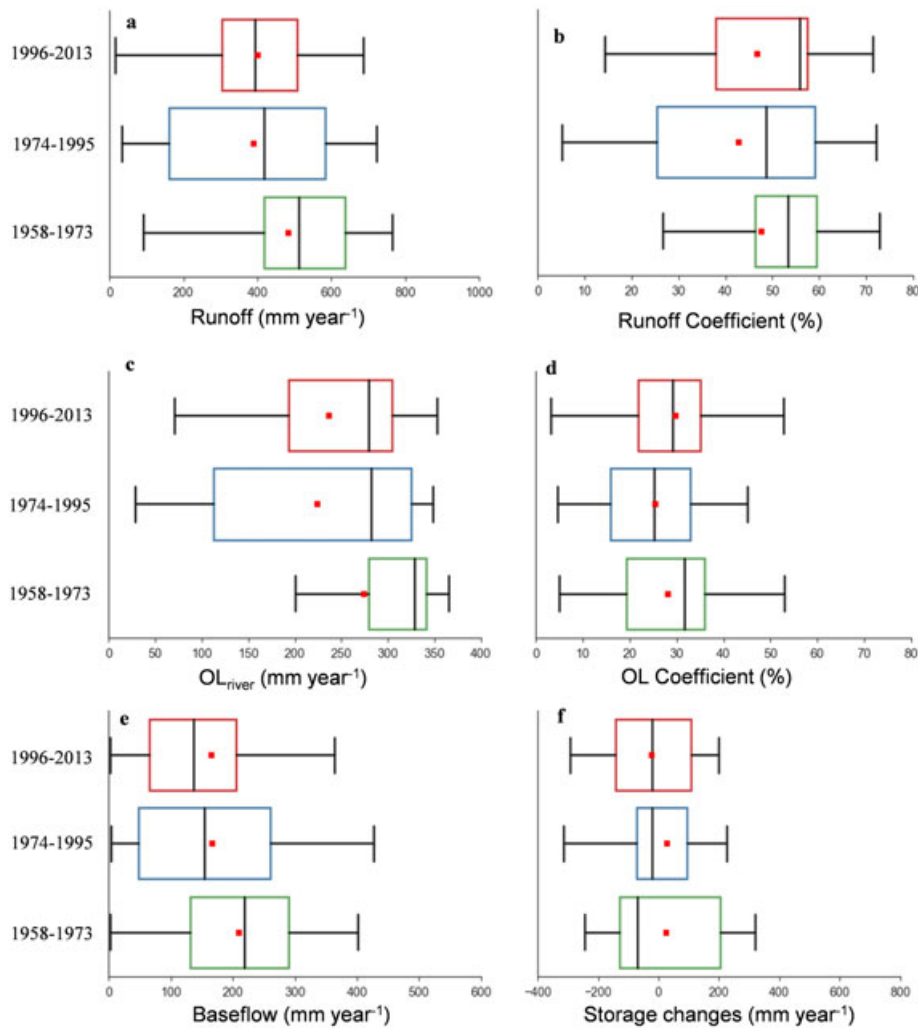 a
1996-2013
1974-1995
1958-1973
0 200 400 600 800 1000
Runoff (mm year⁻¹)
b
0 10 20 30 40 50 60 70 80
Runoff Coefficient (%)
c
1996-2013
1974-1995
1958-1973
0 50 100 150 200 250 300 350 400
OLriver (mm year⁻¹)
d
0 10 20 30 40 50 60 70 80
OL Coefficient (%)
e
1996-2013
1974-1995
1958-1973
0 100 200 300 400 500 600
Baseflow (mm year⁻¹)
f
−400 −200 0 200 400 600 800
Storage changes (mm year⁻¹)